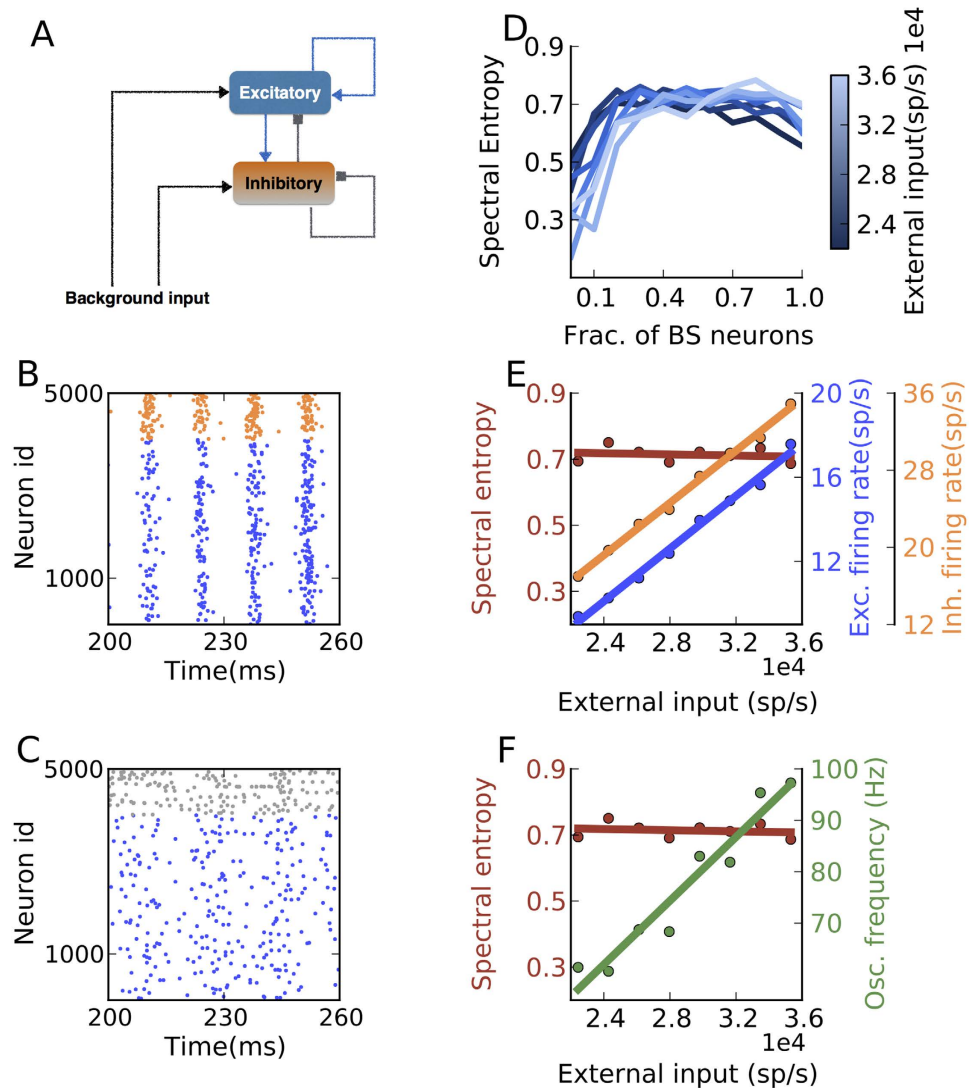 A
Excitatory
Inhibitory
Background input
B
5000
1000
Neuron id
200 230 260
Time(ms)
C
5000
1000
Neuron id
200 230 260
Time(ms)
D
0.9
0.7
0.5
0.3
Spectral Entropy
0.1 0.4 0.7 1.0
Frac. of BS neurons
3.6
3.2
2.8
2.4
External input(sp/s) 1e4
E
0.9
0.7
0.5
0.3
Spectral entropy
20
16
12
Exc. firing rate(sp/s)
36
30
20
12
Inh. firing rate(sp/s)
2.4 2.8 3.2 3.6
1e4
External input (sp/s)
F
0.9
0.7
0.5
0.3
Spectral entropy
100
90
80
70
Osc. frequency (Hz)
2.4 2.8 3.2 3.6
1e4
External input (sp/s)